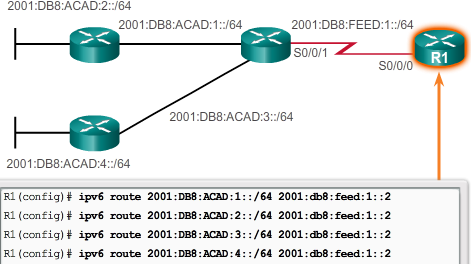 2001:DB8:ACAD:2::/64
2001:DB8:ACAD:1::/64
2001:DB8:FEED:1::/64
S0/0/1
R1
S0/0/0
2001:DB8:ACAD:3::/64
2001:DB8:ACAD:4::/64
R1(config)# ipv6 route 2001:DB8:ACAD:1::/64 2001:db8:feed:1::2
R1(config)# ipv6 route 2001:DB8:ACAD:2::/64 2001:db8:feed:1::2
R1(config)# ipv6 route 2001:DB8:ACAD:3::/64 2001:db8:feed:1::2
R1(config)# ipv6 route 2001:DB8:ACAD:4::/64 2001:db8:feed:1::2